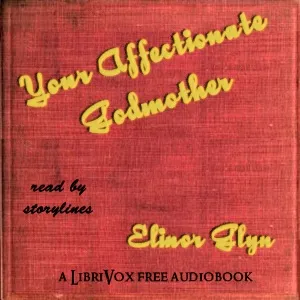 Your Affectionate
Godmother
read by
storylines
Elinor Glyn
A LIBRIVOX FREE AUDIOBOOK